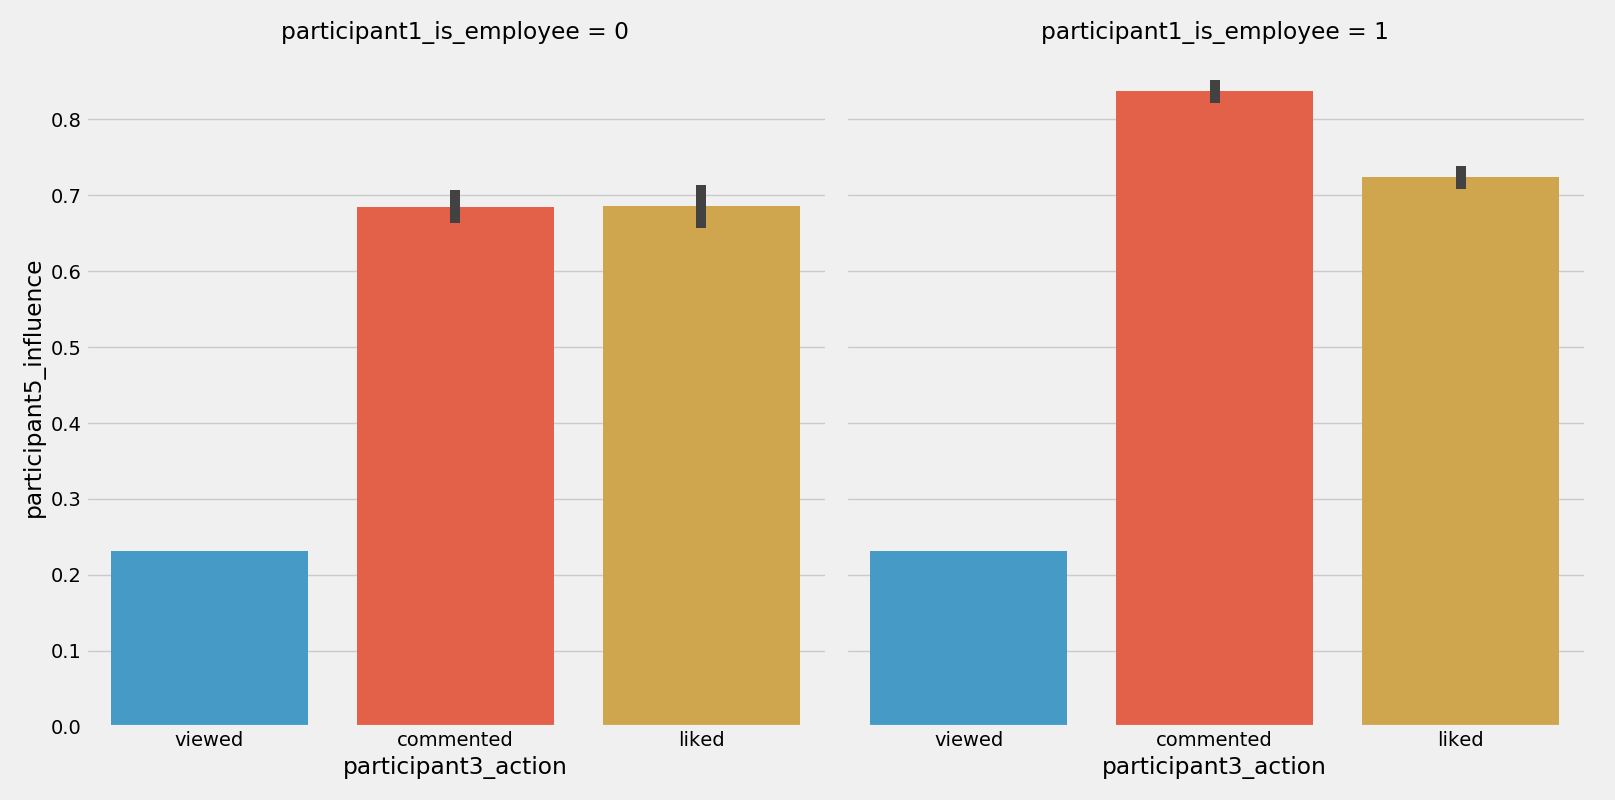 participant1_is_employee = 0
participant1_is_employee = 1
participant5_influence
0.8
0.7
0.6
0.5
0.4
0.3
0.2
0.1
0.0
viewed commented liked
viewed commented liked
participant3_action
participant3_action